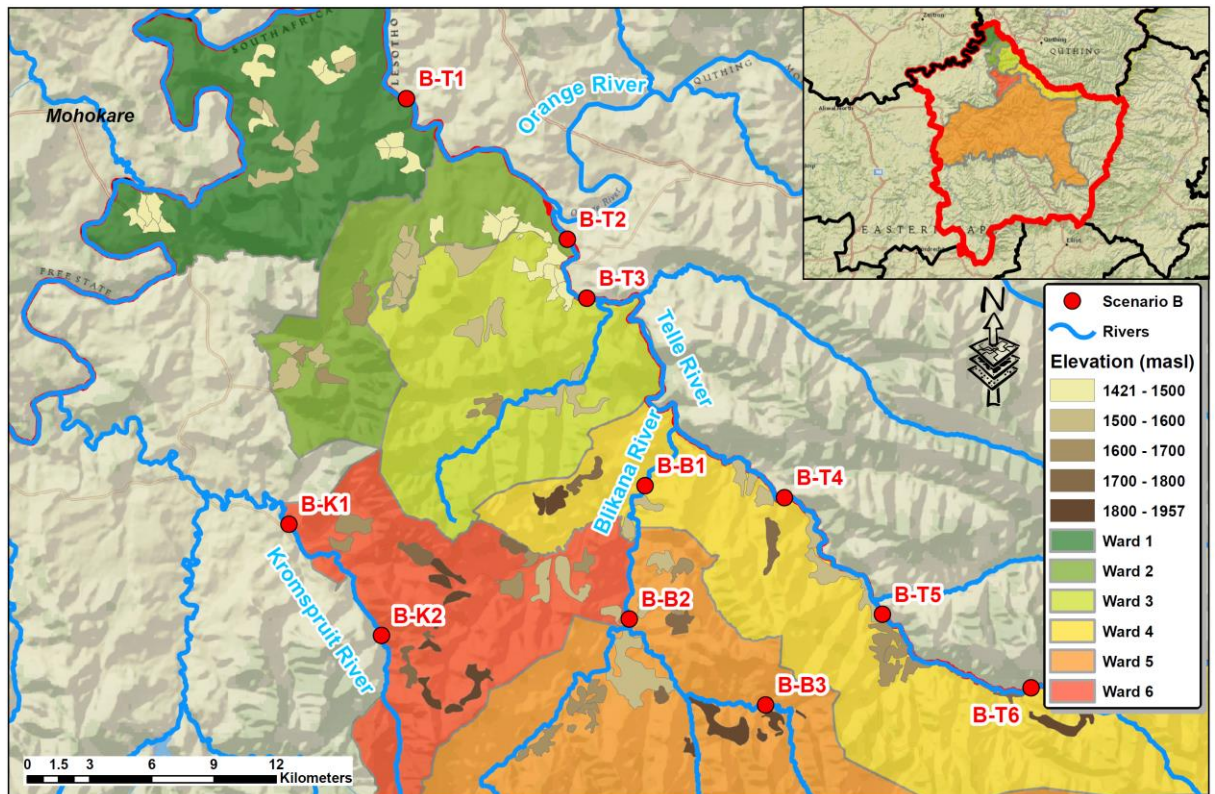 SOUTH AFRICA
LESOTHO
B-T1
Orange River
QUTHING
Mohokare
B-T2
B-T3
FREE STATE
Telle River
Blikana River
B-B1
B-T4
B-K1
Kromspruit River
B-K2
B-B2
B-T5
B-B3
B-T6
0 1.5 3 6 9 12
Kilometers
QUTHING
EASTERN
N
Scenario B
Rivers
Elevation (masl)
1421 - 1500
1500 - 1600
1600 - 1700
1700 - 1800
1800 - 1957
Ward 1
Ward 2
Ward 3
Ward 4
Ward 5
Ward 6